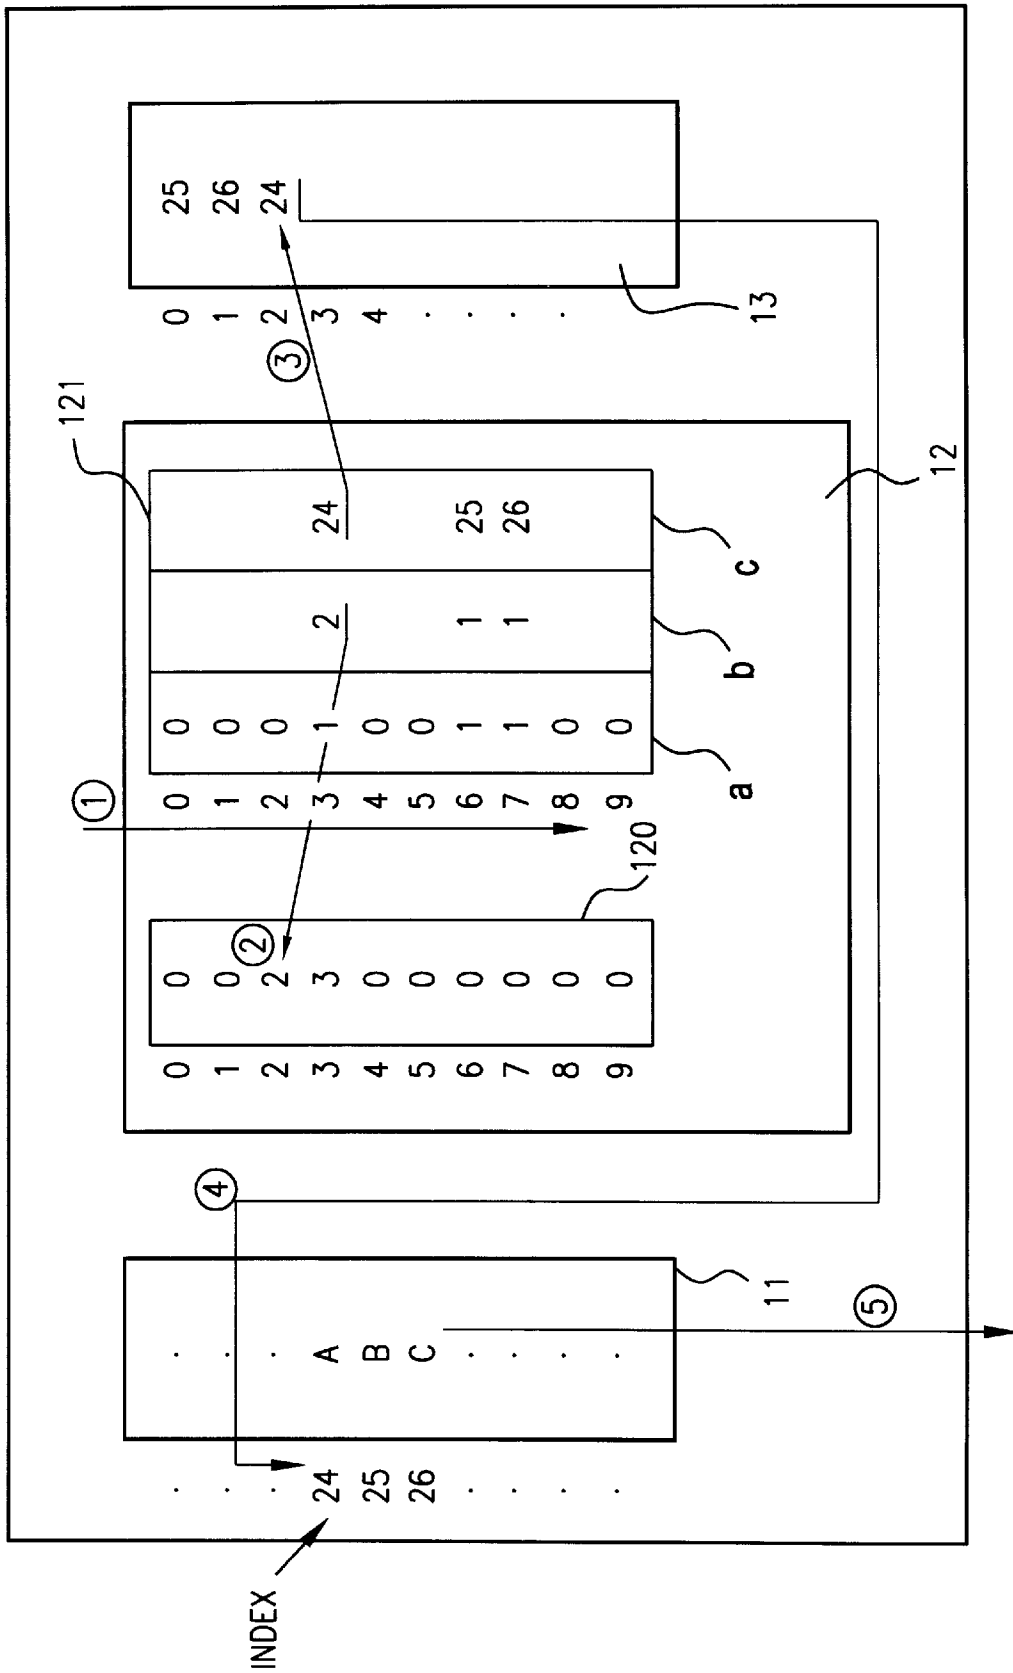 121
①
. . 0 0 0 0 0 25
④
. . 1 0 1 0 1 26
②
. . 2 2 2 0 2 24
INDEX
③
24 A 3 3 3 1 2 24 3
25 B 4 0 4 0 4
26 C 5 0 5 0 .
. . 6 0 6 1 1 25 .
. . 7 0 7 1 1 26 .
. . 8 0 8 0 .
. . 9 0 9 0
120
a b c
11
13
⑤
12